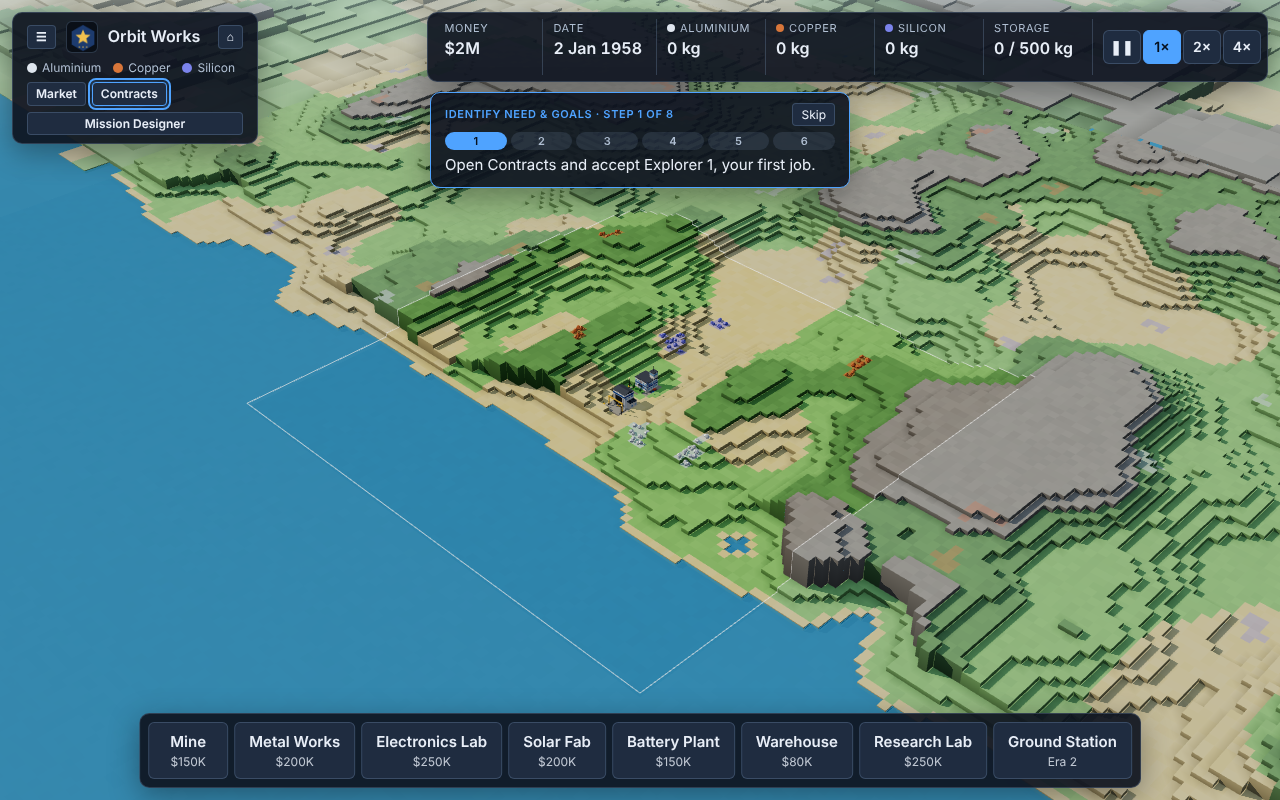 Orbit Works
Aluminium Copper Silicon
Market Contracts
Mission Designer
MONEY
$2M
DATE
2 Jan 1958
ALUMINIUM
0 kg
COPPER
0 kg
SILICON
0 kg
STORAGE
0 / 500 kg
1× 2× 4×
IDENTIFY NEED & GOALS · STEP 1 OF 8
Skip
1 2 3 4 5 6
Open Contracts and accept Explorer 1, your first job.
Mine
$150K
Metal Works
$200K
Electronics Lab
$250K
Solar Fab
$200K
Battery Plant
$150K
Warehouse
$80K
Research Lab
$250K
Ground Station
Era 2